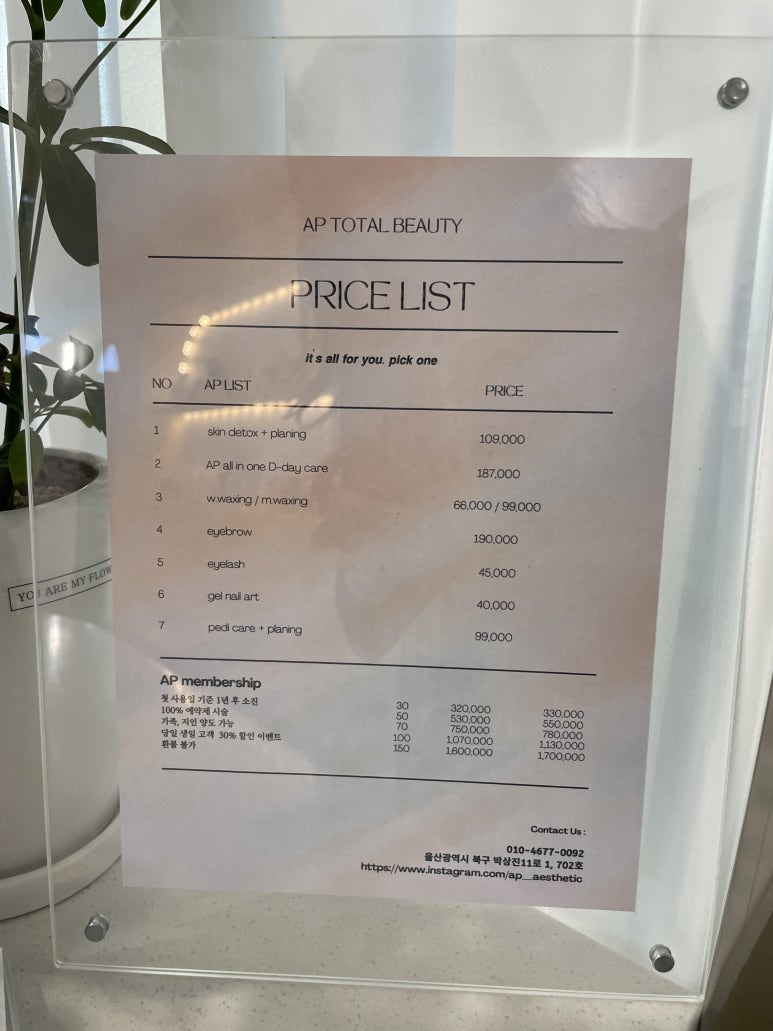 AP TOTAL BEAUTY
PRICE LIST
it's all for you. pick one
NO AP LIST PRICE
1 skin detox + planing 109,000
2 AP all in one D-day care 187,000
3 w.waxing / m.waxing 66,000 / 99,000
4 eyebrow 190,000
5 eyelash 45,000
6 gel nail art 40,000
7 pedi care + planing 99,000
AP membership
첫 사용일 기준 1년 후 소진 30 320,000 330,000
100% 예약제 시술 50 530,000 550,000
가족, 지인 양도 가능 70 750,000 780,000
당일 생일 고객 30% 할인 이벤트 100 1,070,000 1,130,000
환불 불가 150 1,600,000 1,700,000
Contact Us :
010-4677-0092
울산광역시 북구 박상진11로 1, 702호
https://www.instagram.com/ap__aesthetic
YOU ARE MY FLOW